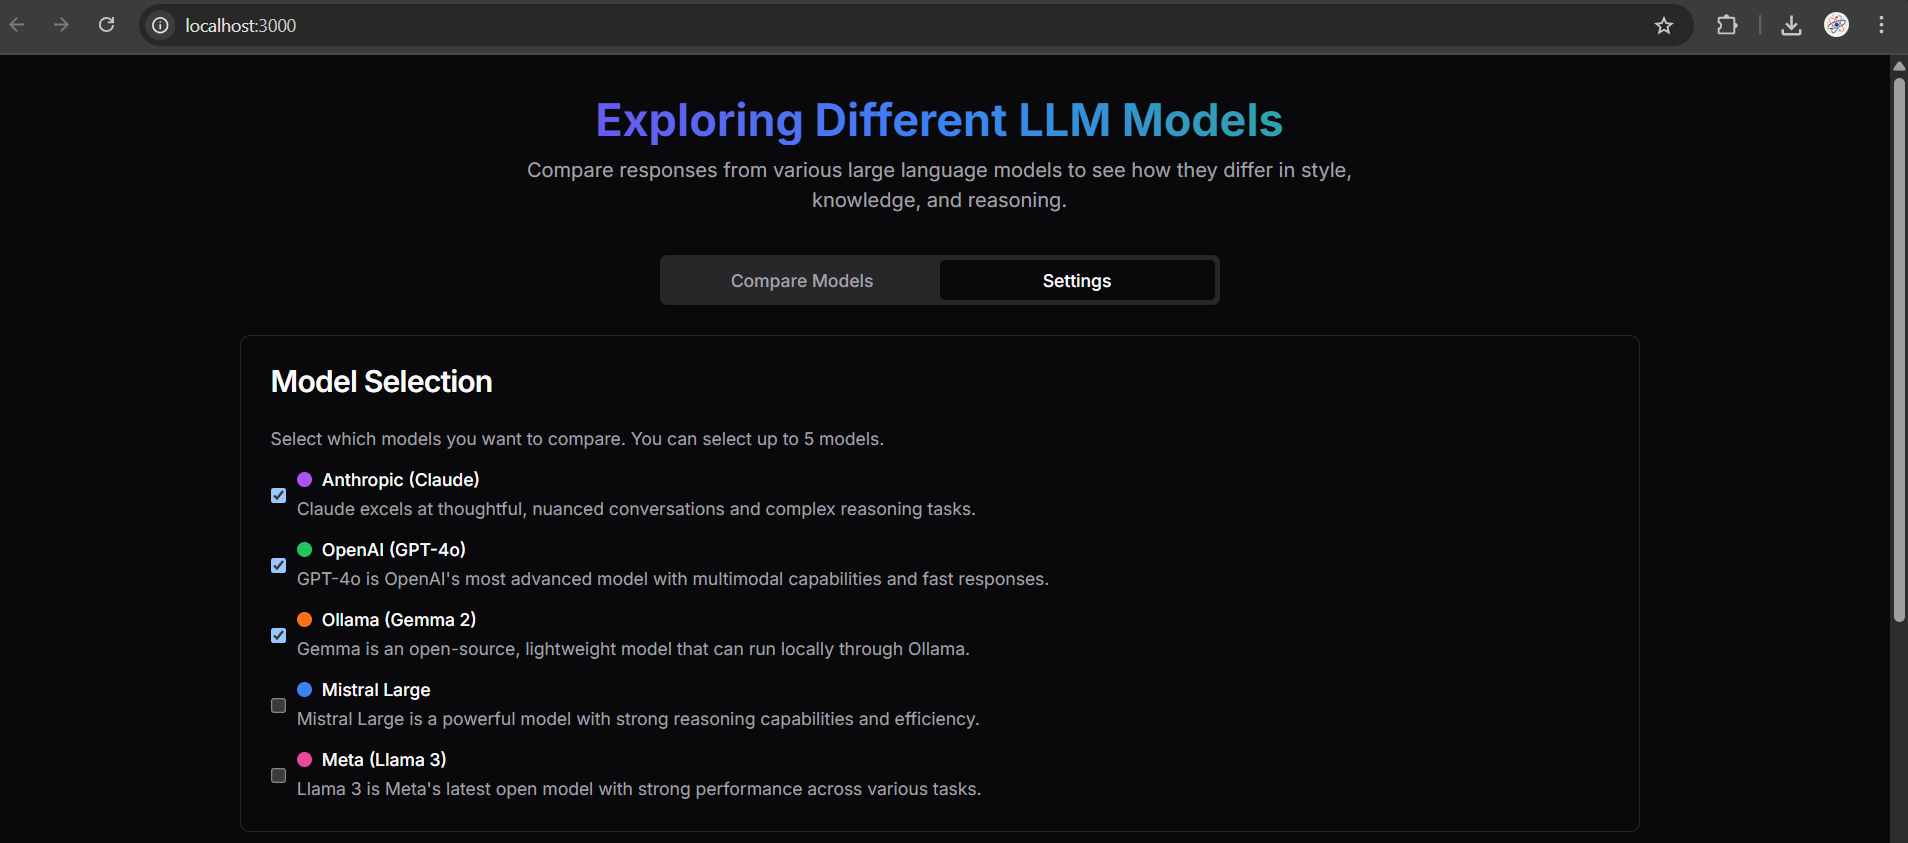 localhost:3000
Exploring Different LLM Models
Compare responses from various large language models to see how they differ in style,
knowledge, and reasoning.
Compare Models
Settings
Model Selection
Select which models you want to compare. You can select up to 5 models.
Anthropic (Claude)
Claude excels at thoughtful, nuanced conversations and complex reasoning tasks.
OpenAI (GPT-4o)
GPT-4o is OpenAI's most advanced model with multimodal capabilities and fast responses.
Ollama (Gemma 2)
Gemma is an open-source, lightweight model that can run locally through Ollama.
Mistral Large
Mistral Large is a powerful model with strong reasoning capabilities and efficiency.
Meta (Llama 3)
Llama 3 is Meta's latest open model with strong performance across various tasks.